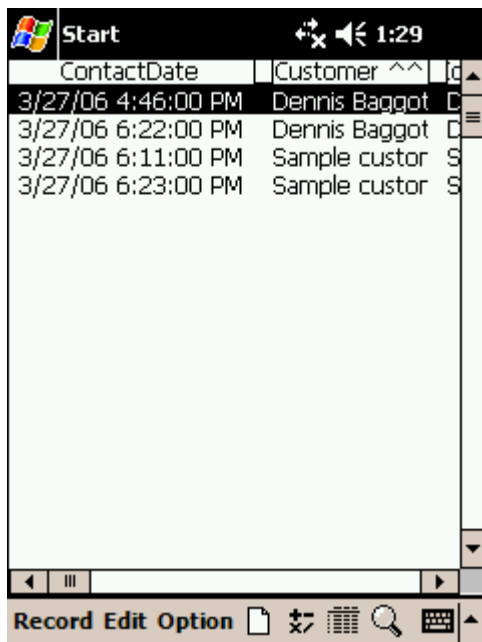 Start 1:29
ContactDate Customer ^^
3/27/06 4:46:00 PM Dennis Baggot D
3/27/06 6:22:00 PM Dennis Baggot D
3/27/06 6:11:00 PM Sample custor S
3/27/06 6:23:00 PM Sample custor S
Record Edit Option